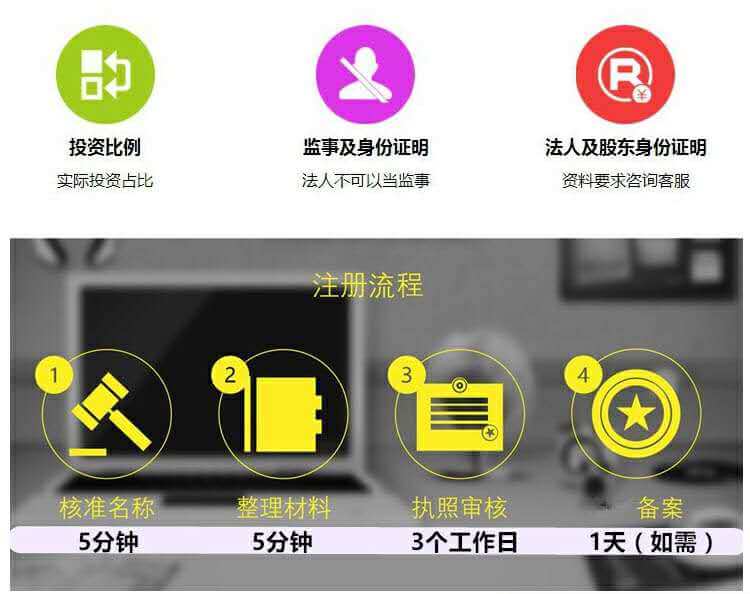 投资比例
监事及身份证明
法人及股东身份证明
实际投资占比
法人不可以当监事
资料要求咨询客服
注册流程
1
2
3
4
核准名称
整理材料
执照审核
备案
5分钟
5分钟
3个工作日
1天（如需）